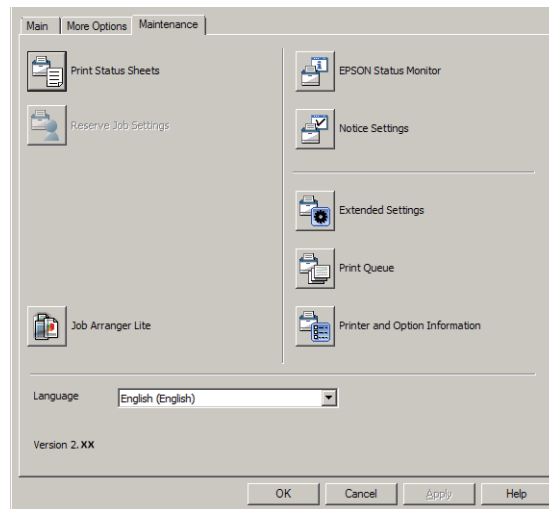 Main
More Options
Maintenance
Print Status Sheets
EPSON Status Monitor
Reserve Job Settings
Notice Settings
Extended Settings
Print Queue
Job Arranger Lite
Printer and Option Information
Language
English (English)
Version 2.XX
OK
Cancel
Apply
Help